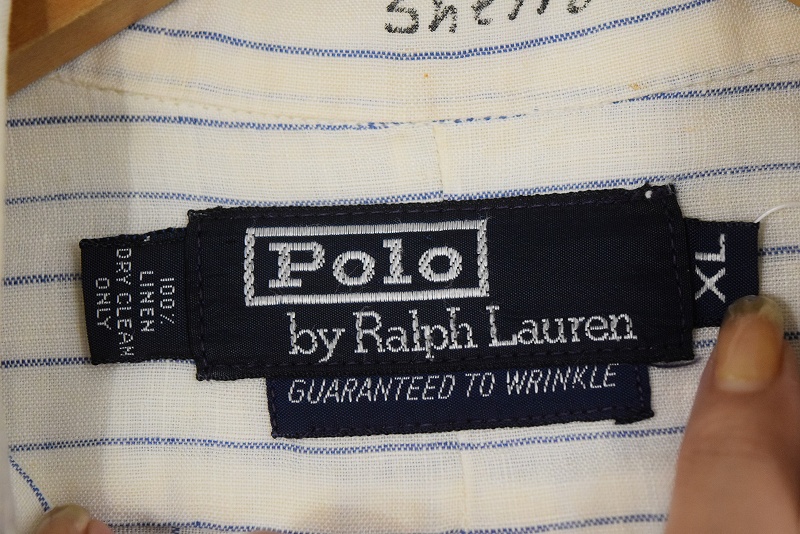 Polo
by Ralph Lauren
GUARANTEED TO WRINKLE
100%
LINEN
DRY CLEAN
ONLY
XL